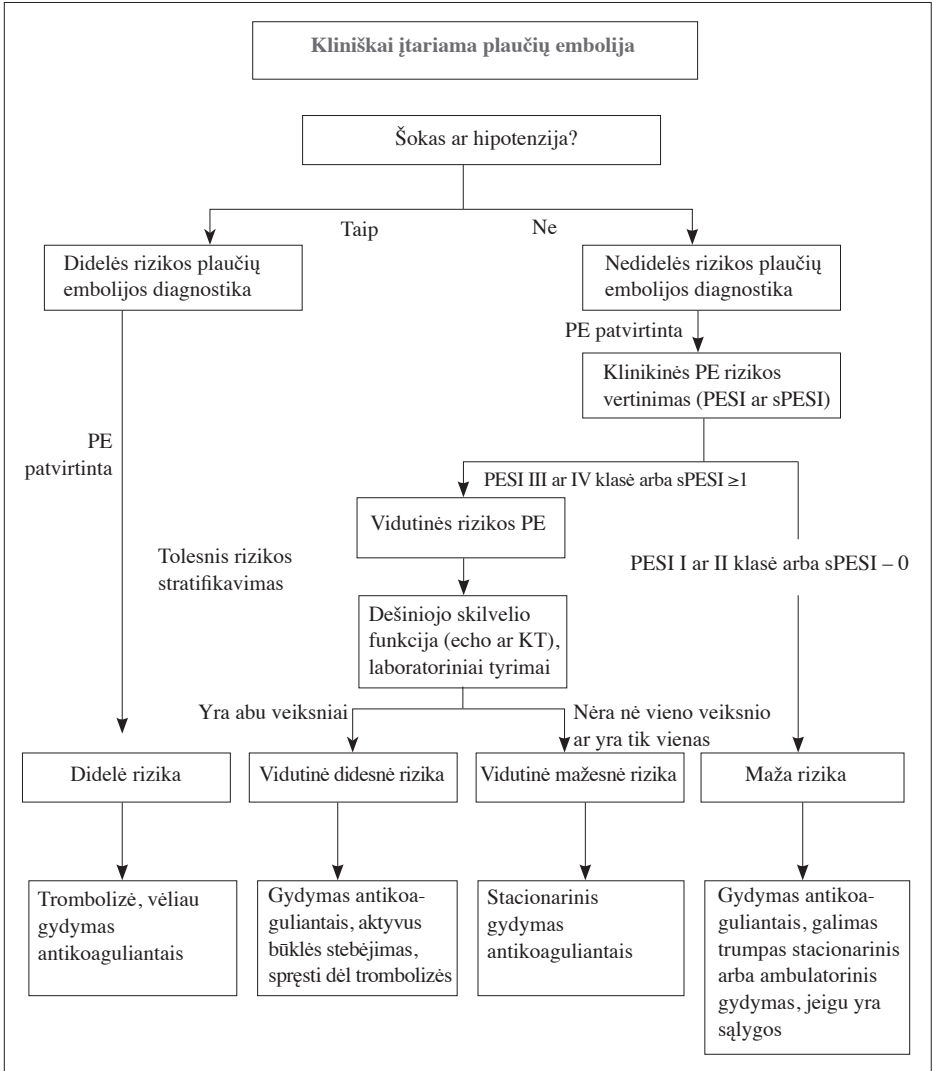 Kliniškai įtariama plaučių embolija
Šokas ar hipotenzija?
Taip
Ne
Didelės rizikos plaučių
embolijos diagnostika
Nedidelės rizikos plaučių
embolijos diagnostika
PE patvirtinta
Klinikinės PE rizikos
vertinimas (PESI ar sPESI)
PE
patvirtinta
PESI III ar IV klasė arba sPESI ≥1
Vidutinės rizikos PE
Tolesnis rizikos
stratifikavimas
PESI I ar II klasė arba sPESI – 0
Dešiniojo skilvelio
funkcija (echo ar KT),
laboratoriniai tyrimai
Yra abu veiksniai
Nėra nė vieno veiksnio
ar yra tik vienas
Didelė rizika
Vidutinė didesnė rizika
Vidutinė mažesnė rizika
Maža rizika
Trombolizė, vėliau
gydymas
antikoaguliantais
Gydymas antikoa-
guliantais, aktyvus
būklės stebėjimas,
spręsti dėl trombolizės
Stacionarinis
gydymas
antikoaguliantais
Gydymas antikoa-
guliantais, galimas
trumpas stacionarinis
arba ambulatorinis
gydymas, jeigu yra
sąlygos